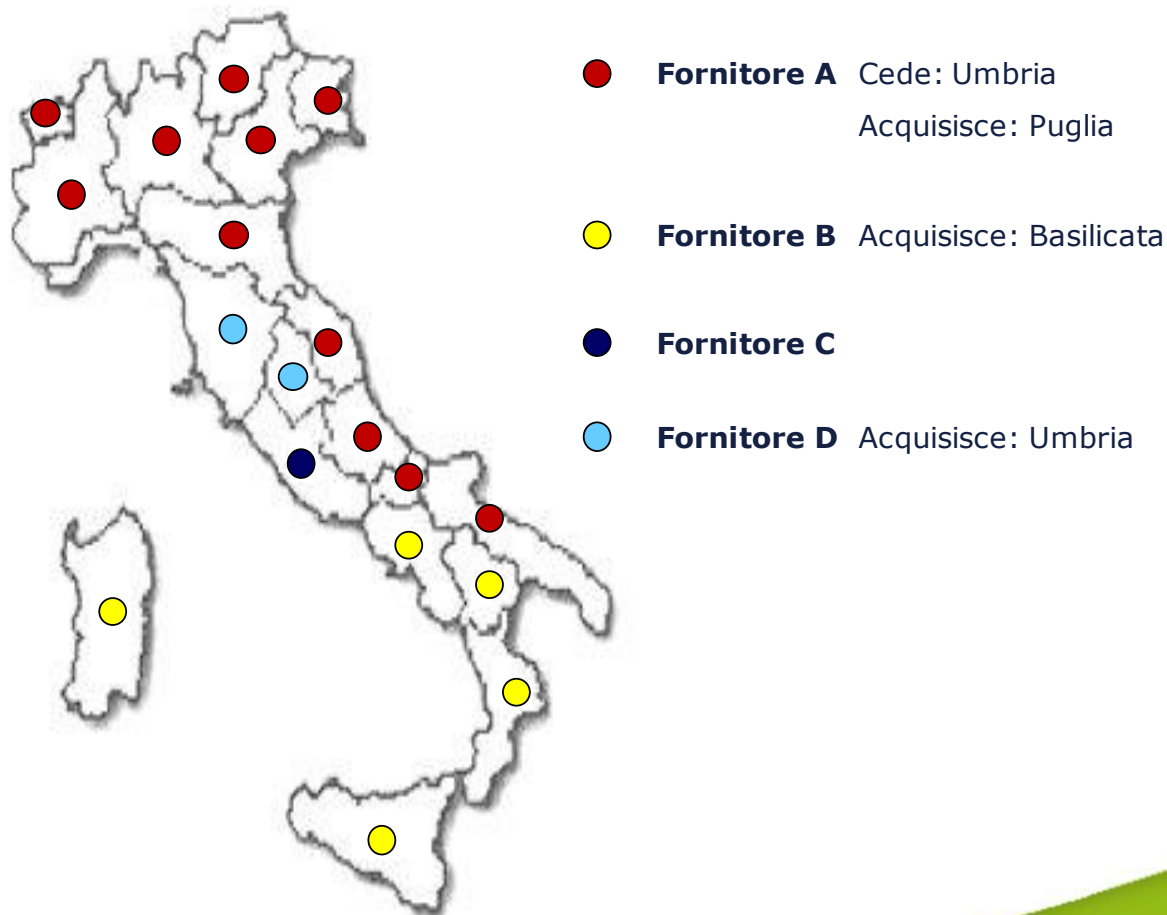 Fornitore A Cede: Umbria
Acquisisce: Puglia
Fornitore B Acquisisce: Basilicata
Fornitore C
Fornitore D Acquisisce: Umbria